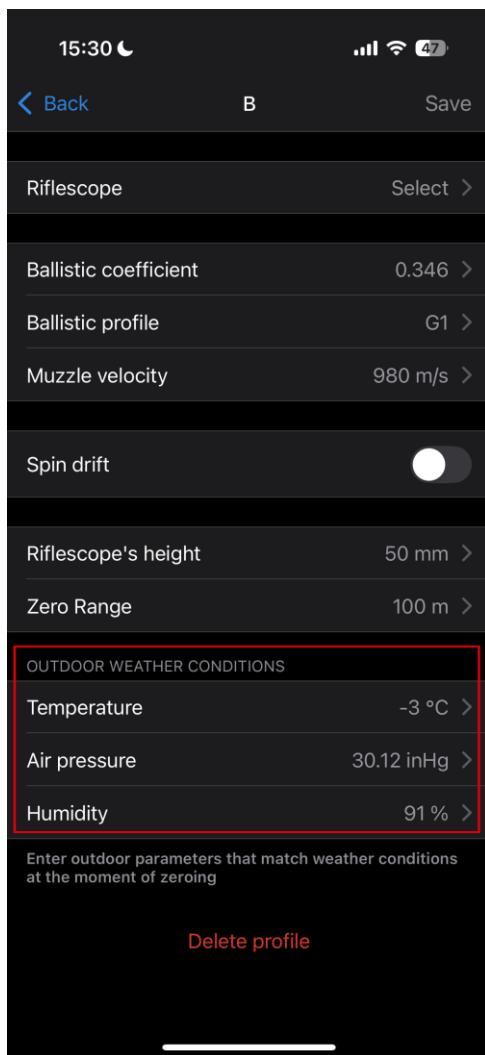 15:30 47
Back B Save
Riflescope Select
Ballistic coefficient 0.346
Ballistic profile G1
Muzzle velocity 980 m/s
Spin drift
Riflescope's height 50 mm
Zero Range 100 m
OUTDOOR WEATHER CONDITIONS
Temperature -3 °C
Air pressure 30.12 inHg
Humidity 91 %
Enter outdoor parameters that match weather conditions
at the moment of zeroing
Delete profile